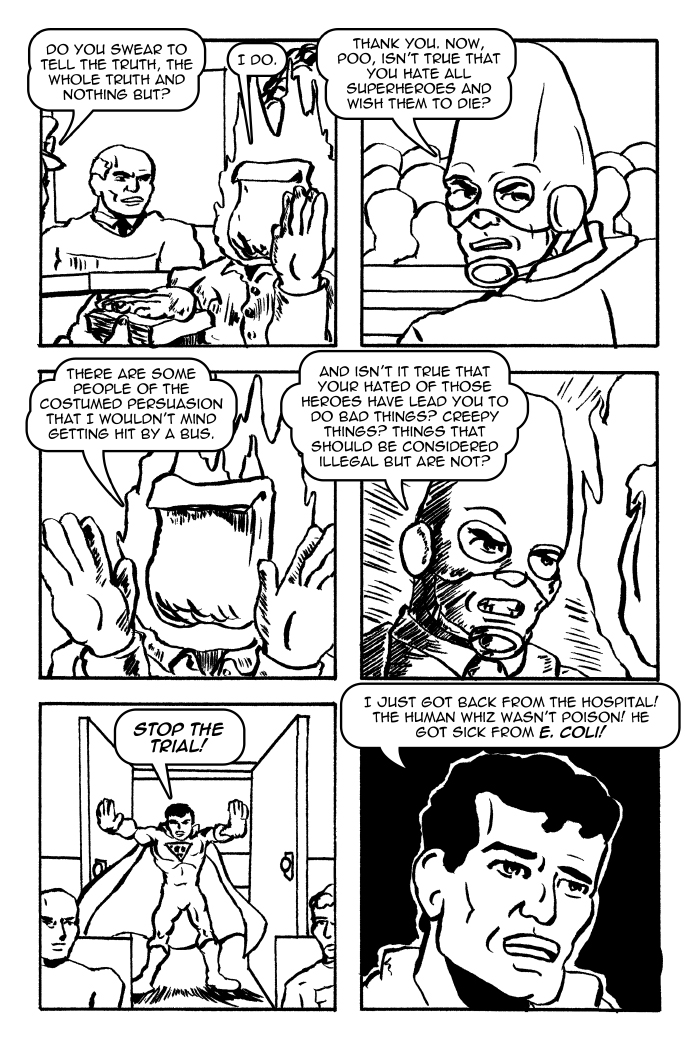 DO YOU SWEAR TO
TELL THE TRUTH, THE
WHOLE TRUTH AND
NOTHING BUT?
I DO.
THANK YOU. NOW,
POO, ISN'T TRUE THAT
YOU HATE ALL
SUPERHEROES AND
WISH THEM TO DIE?
THERE ARE SOME
PEOPLE OF THE
COSTUMED PERSUASION
THAT I WOULDN'T MIND
GETTING HIT BY A BUS.
AND ISN'T IT TRUE THAT
YOUR HATED OF THOSE
HEROES HAVE LEAD YOU TO
DO BAD THINGS? CREEPY
THINGS? THINGS THAT
SHOULD BE CONSIDERED
ILLEGAL BUT ARE NOT?
STOP THE
TRIAL!
I JUST GOT BACK FROM THE HOSPITAL!
THE HUMAN WHIZ WASN'T POISON! HE
GOT SICK FROM E. COLI!